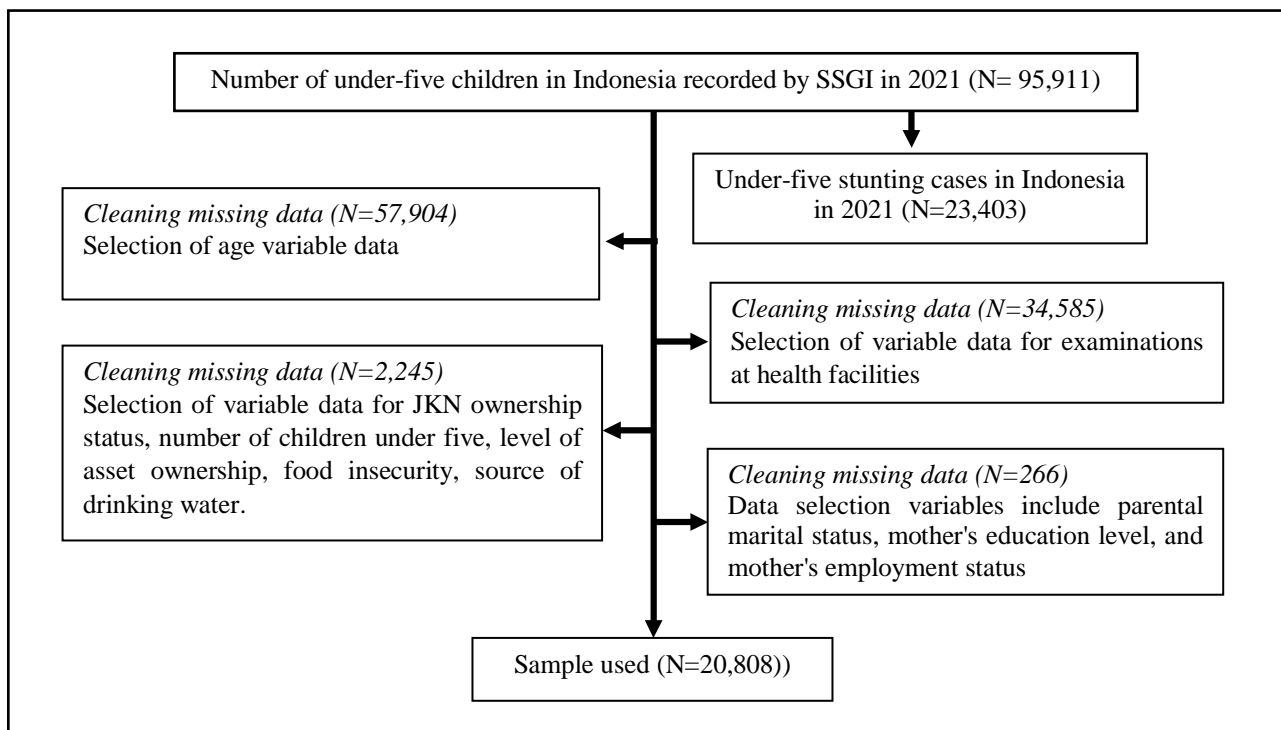 Number of under-five children in Indonesia recorded by SSGI in 2021 (N= 95,911)
Under-five stunting cases in Indonesia
in 2021 (N=23,403)
Cleaning missing data (N=57,904)
Selection of age variable data
Cleaning missing data (N=34,585)
Selection of variable data for examinations
at health facilities
Cleaning missing data (N=2,245)
Selection of variable data for JKN ownership
status, number of children under five, level of
asset ownership, food insecurity, source of
drinking water.
Cleaning missing data (N=266)
Data selection variables include parental
marital status, mother's education level, and
mother's employment status
Sample used (N=20,808))